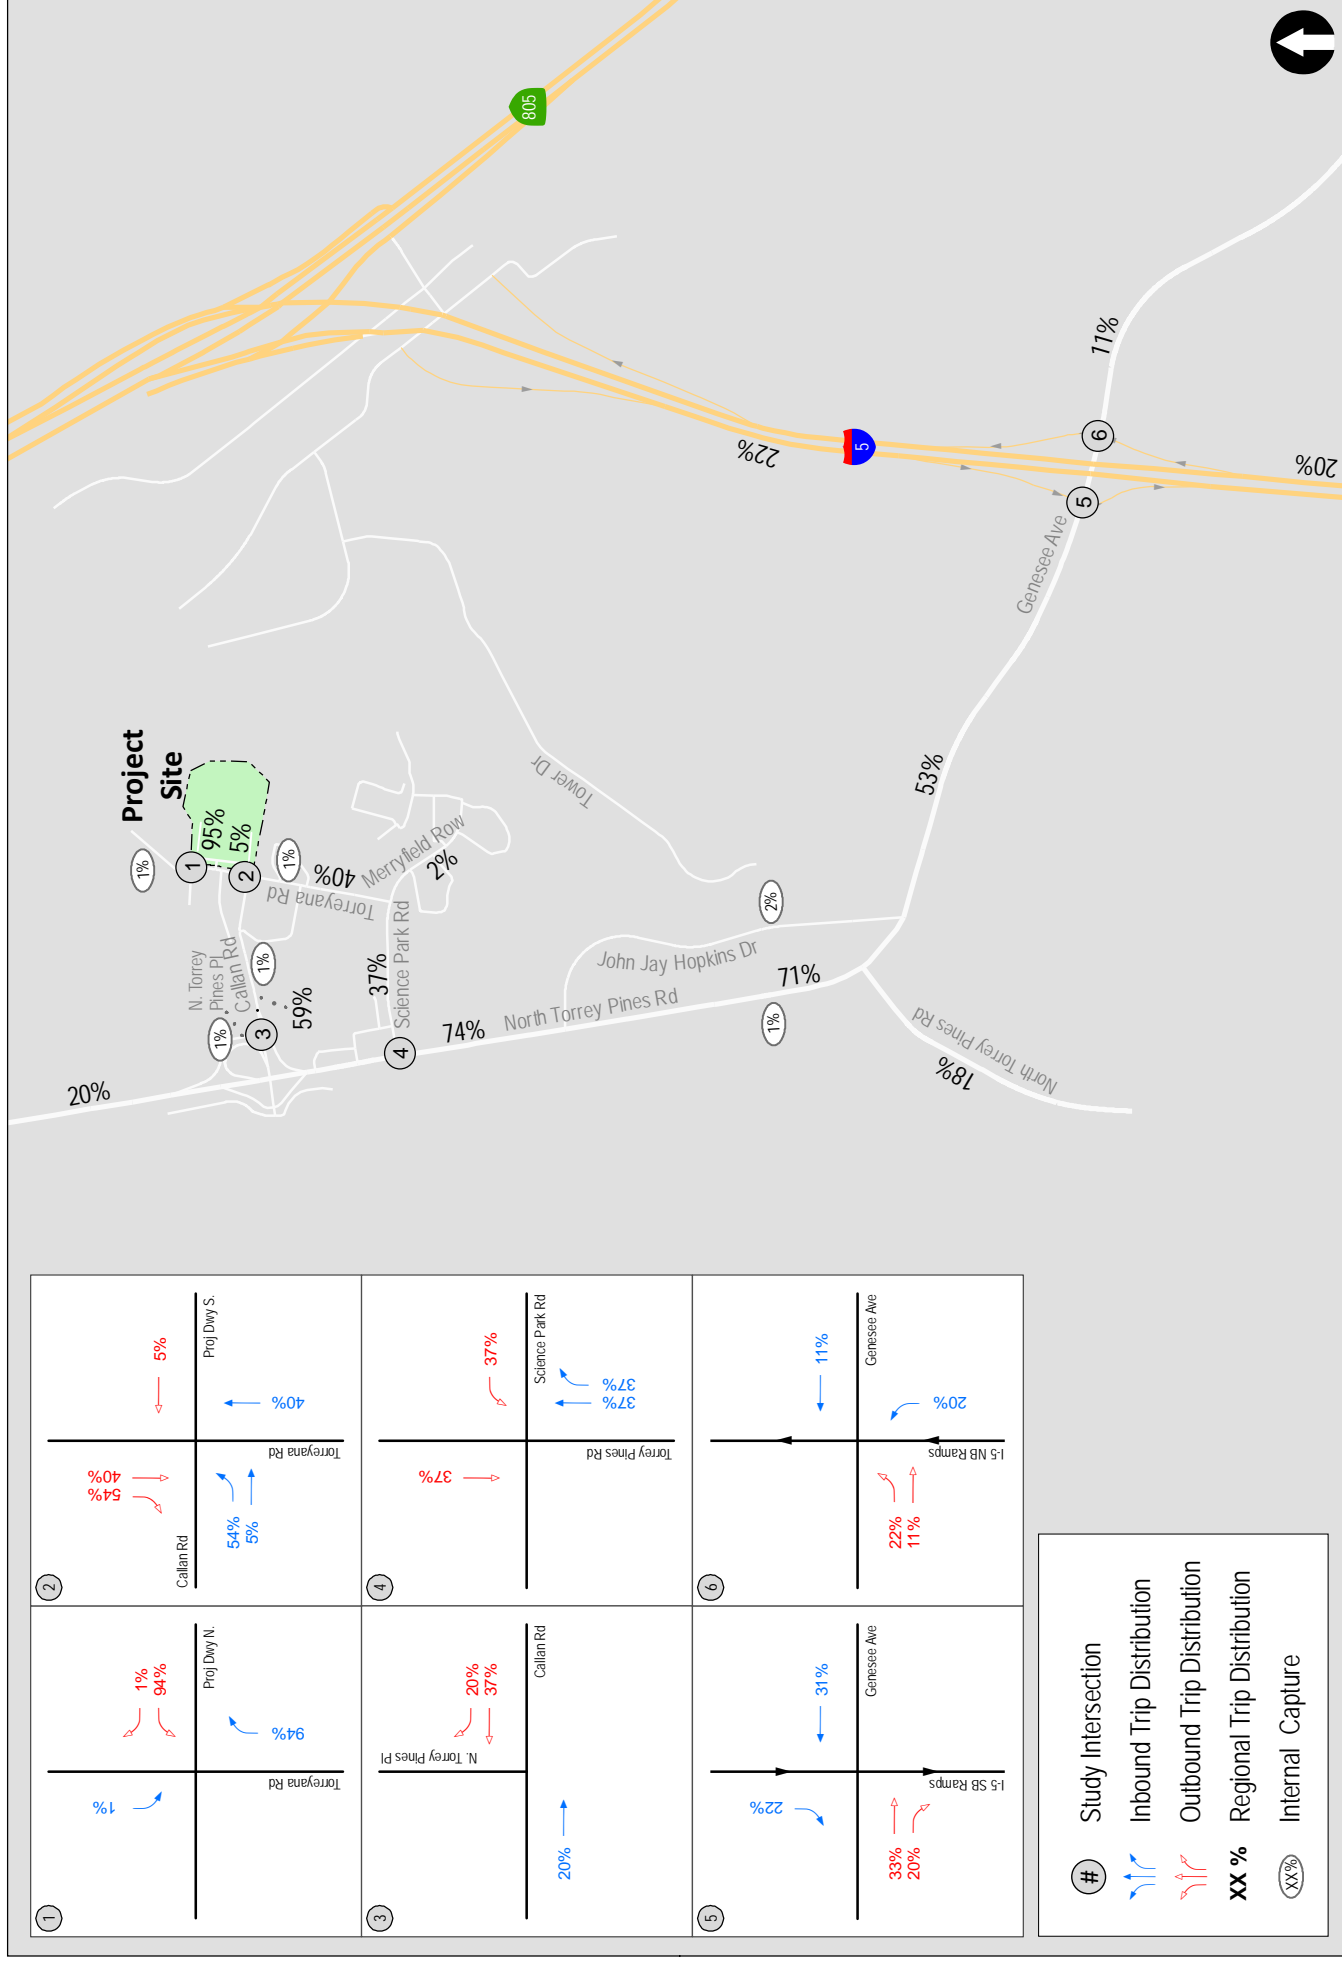 805
5
Project
Site
1%
1
95%
5%
2
1%
40%
Torreyana Rd
Merryfield Row
2%
N. Torrey
Pines Pl
Callan Rd
1%
1%
3
59%
37%
Science Park Rd
4
74%
20%
North Torrey Pines Rd
John Jay Hopkins Dr
Tower Dr
2%
71%
1%
18%
North Torrey Pines Rd
53%
Genesee Ave
5
6
11%
22%
20%
1
1%
1%
94%
94%
Proj Dwy N.
Torreyana Rd
2
54%
40%
5%
54%
5%
40%
Callan Rd
Proj Dwy S.
Torreyana Rd
3
20%
37%
20%
Callan Rd
N. Torrey Pines Pl
4
37%
37%
37%
37%
Science Park Rd
Torrey Pines Rd
5
22%
31%
33%
20%
Genesee Ave
I-5 SB Ramps
6
11%
22%
11%
20%
Genesee Ave
I-5 NB Ramps
# Study Intersection
Inbound Trip Distribution
Outbound Trip Distribution
XX % Regional Trip Distribution
XX% Internal Capture